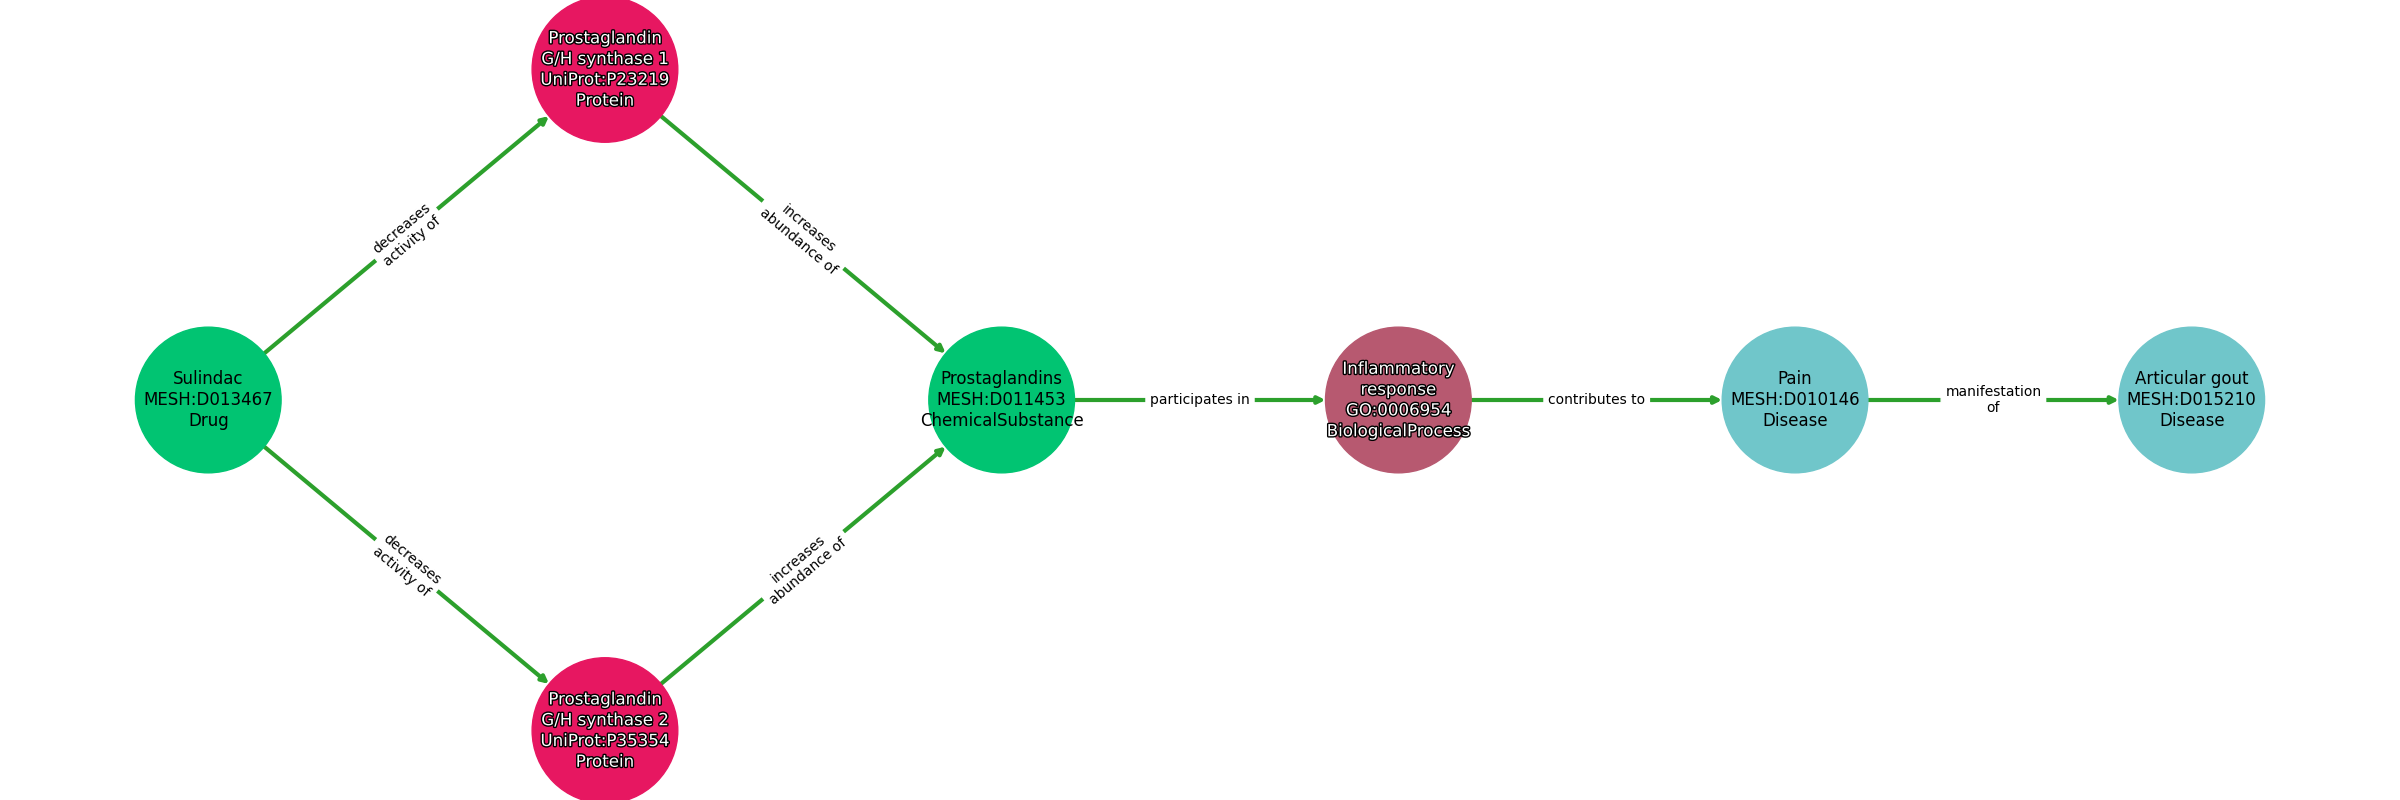 Prostaglandin
G/H synthase 1
UniProt:P23219
Protein
decreases
activity of
increases
abundance of
Sulindac
MESH:D013467
Drug
Prostaglandins
MESH:D011453
ChemicalSubstance
participates in
Inflammatory
response
GO:0006954
BiologicalProcess
contributes to
Pain
MESH:D010146
Disease
manifestation
of
Articular gout
MESH:D015210
Disease
decreases
activity of
increases
abundance of
Prostaglandin
G/H synthase 2
UniProt:P35354
Protein